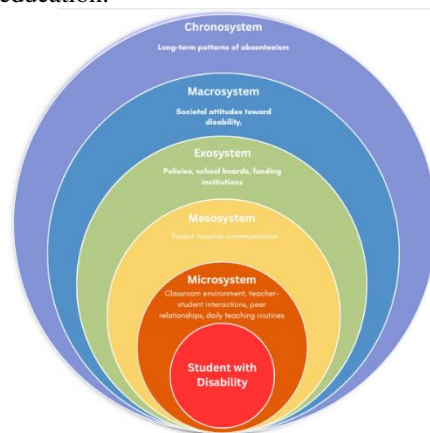 education.
Chronosystem
Long-term patterns of absenteeism
Macrosystem
Societal attitudes toward
disability,
Exosystem
Policies, school boards, funding
institutions
Mesosystem
Parent-teacher communication
Microsystem
Classroom environment, teacher-
student interactions, peer
relationships, daily teaching routines
Student with
Disability